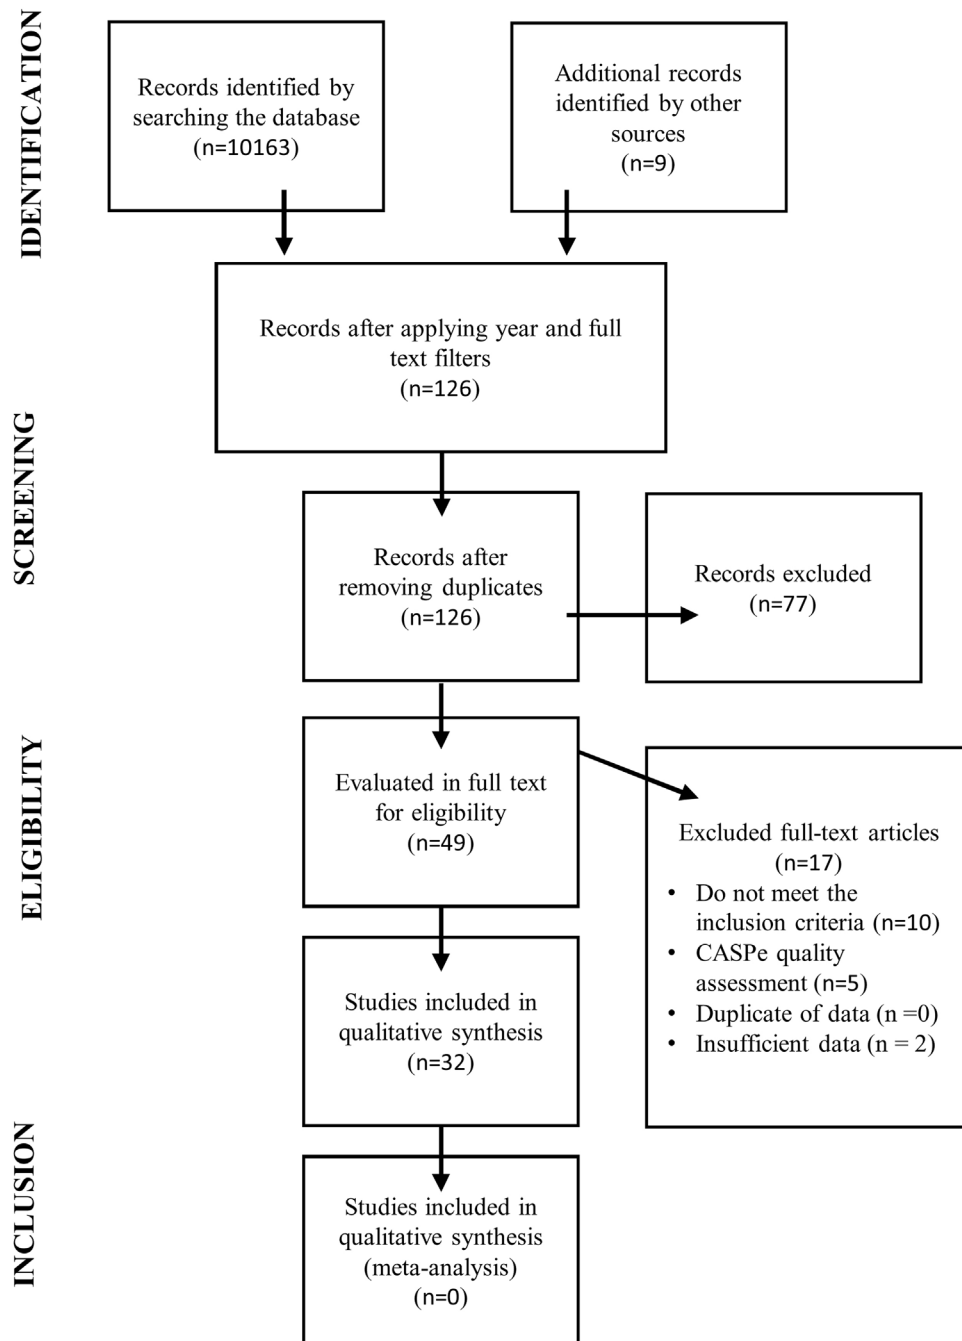 IDENTIFICATION
Records identified by
searching the database
(n=10163)
Additional records
identified by other
sources
(n=9)
Records after applying year and full
text filters
(n=126)
SCREENING
Records after
removing duplicates
(n=126)
Records excluded
(n=77)
ELIGIBILITY
Evaluated in full text
for eligibility
(n=49)
Excluded full-text articles
(n=17)
• Do not meet the
inclusion criteria (n=10)
• CASPe quality
assessment (n=5)
• Duplicate of data (n =0)
• Insufficient data (n = 2)
Studies included in
qualitative synthesis
(n=32)
INCLUSION
Studies included in
qualitative synthesis
(meta-analysis)
(n=0)